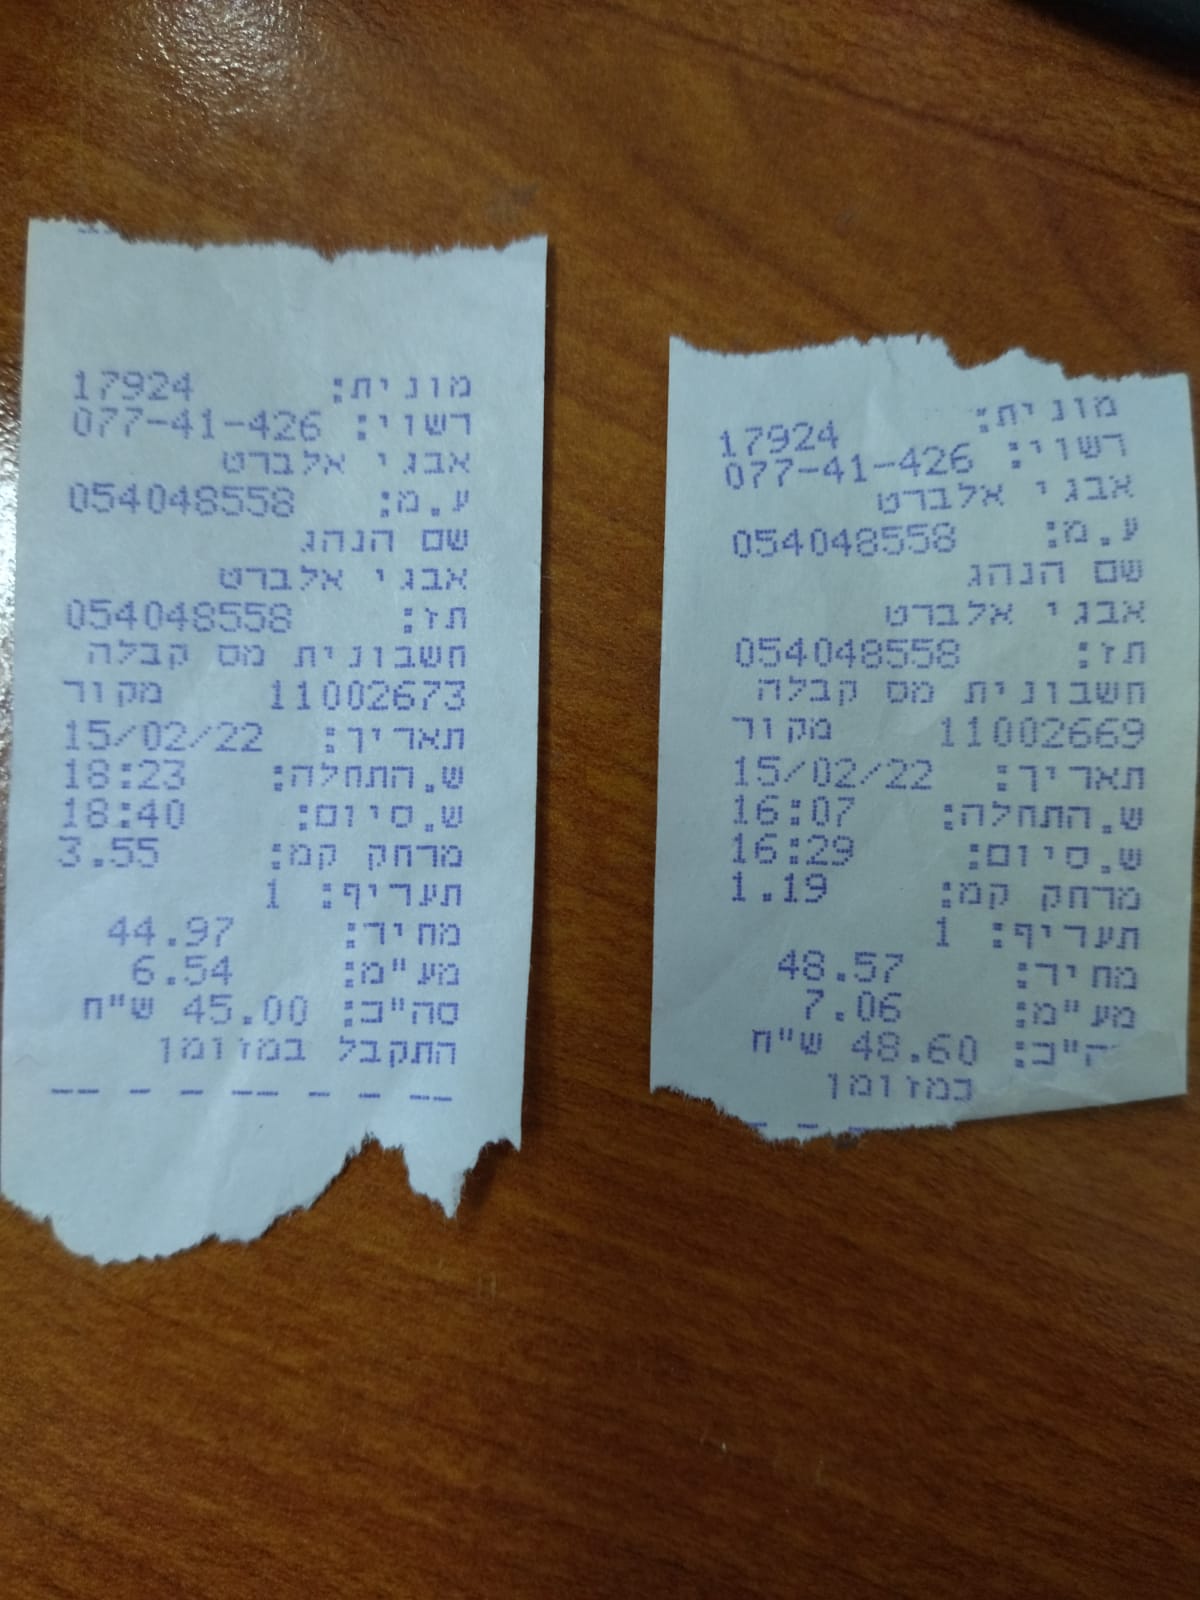 מונית: 17924
רשוי: 077-41-426
אבגי אלברט
ע.מ: 054048558
שם הנהג
אבגי אלברט
תז: 054048558
חשבונית מס קבלה
11002673 מקור
תאריך: 15/02/22
ש.התחלה: 18:23
ש.סיום: 18:40
מרחק קמ: 3.55
תעריף: 1
מחיר: 44.97
מע"מ: 6.54
סה"כ: 45.00 ש"ח
התקבל במזומן
מונית: 17924
רשוי: 077-41-426
אבגי אלברט
ע.מ: 054048558
שם הנהג
אבגי אלברט
תז: 054048558
חשבונית מס קבלה
11002669 מקור
תאריך: 15/02/22
ש.התחלה: 16:07
ש.סיום: 16:29
מרחק קמ: 1.19
תעריף: 1
מחיר: 48.57
מע"מ: 7.06
ה"כ: 48.60 ש"ח
במזומן